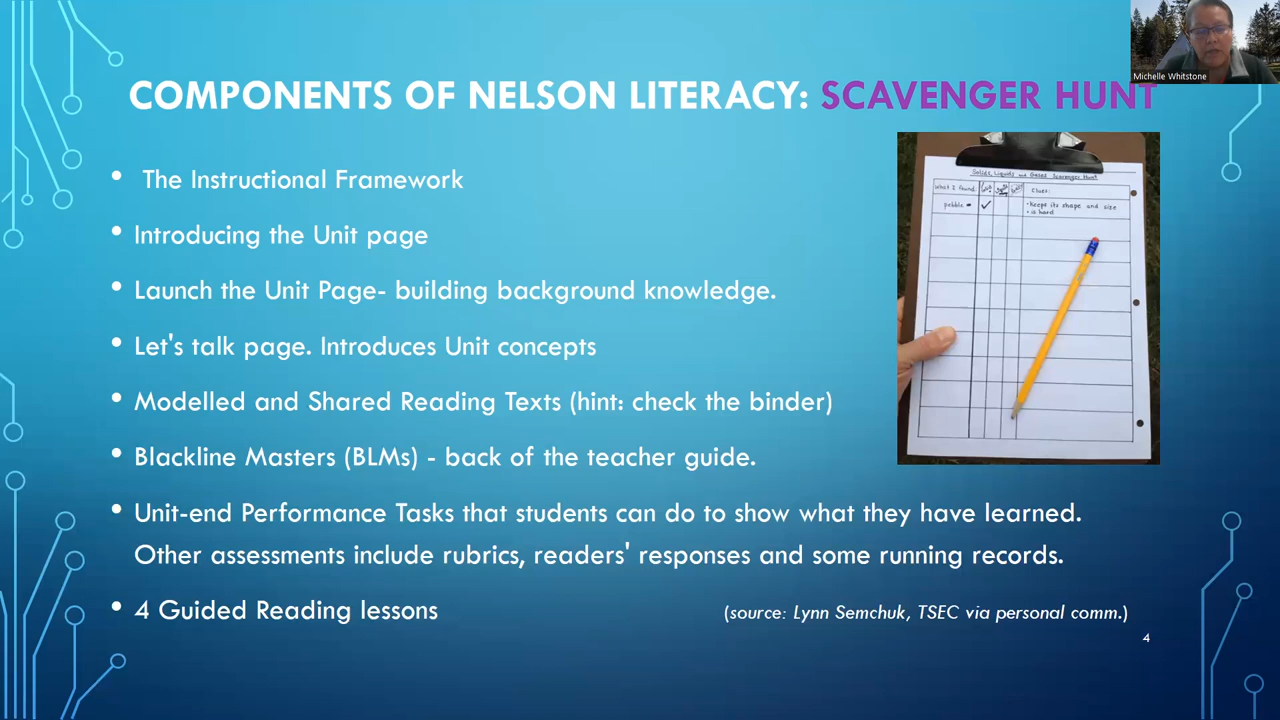 Michelle Whitstone
COMPONENTS OF NELSON LITERACY: SCAVENGER HUNT
• The Instructional Framework
• Introducing the Unit page
• Launch the Unit Page- building background knowledge.
• Let's talk page. Introduces Unit concepts
• Modelled and Shared Reading Texts (hint: check the binder)
• Blackline Masters (BLMs) - back of the teacher guide.
• Unit-end Performance Tasks that students can do to show what they have learned.
Other assessments include rubrics, readers' responses and some running records.
• 4 Guided Reading lessons
(source: Lynn Semchuk, TSEC via personal comm.)
4
Solids, Liquids and Gases Scavenger Hunt
What I found: Clues:
pebble ✓ • Keeps its shape and size
• is hard